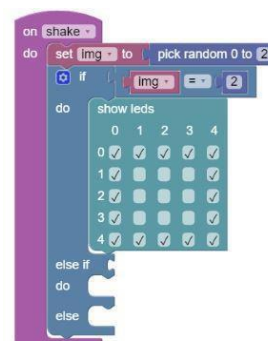 on shake
do set img to pick random 0 to 2
if img = 2
do show leds
0 1 2 3 4
0
1
2
3
4
else if
do
else